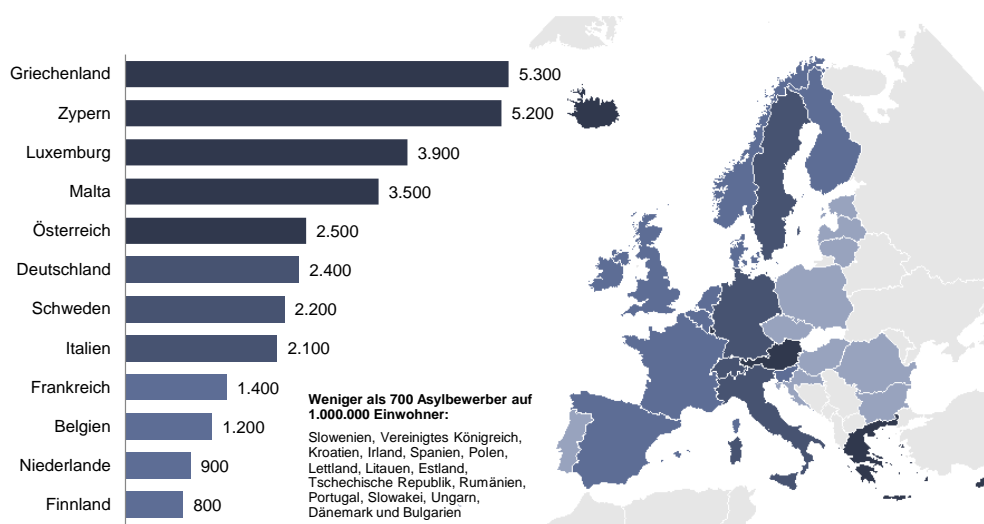 Griechenland 5.300
Zypern 5.200
Luxemburg 3.900
Malta 3.500
Österreich 2.500
Deutschland 2.400
Schweden 2.200
Italien 2.100
Frankreich 1.400
Belgien 1.200
Niederlande 900
Finnland 800
Weniger als 700 Asylbewerber auf
1.000.000 Einwohner:
Slowenien, Vereinigtes Königreich,
Kroatien, Irland, Spanien, Polen,
Lettland, Litauen, Estland,
Tschechische Republik, Rumänien,
Portugal, Slowakei, Ungarn,
Dänemark und Bulgarien